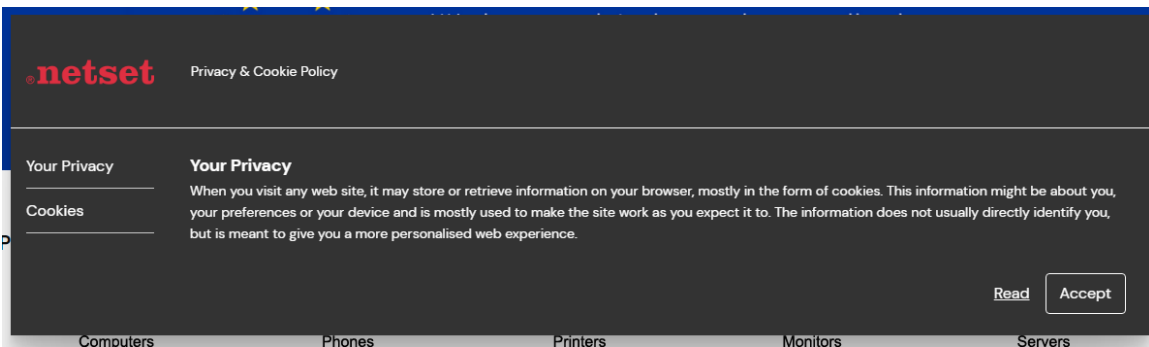 ®netset
Privacy & Cookie Policy
Your Privacy
Cookies
Your Privacy
When you visit any web site, it may store or retrieve information on your browser, mostly in the form of cookies. This information might be about you,
your preferences or your device and is mostly used to make the site work as you expect it to. The information does not usually directly identify you,
but is meant to give you a more personalised web experience.
Read
Accept
Computers
Phones
Printers
Monitors
Servers